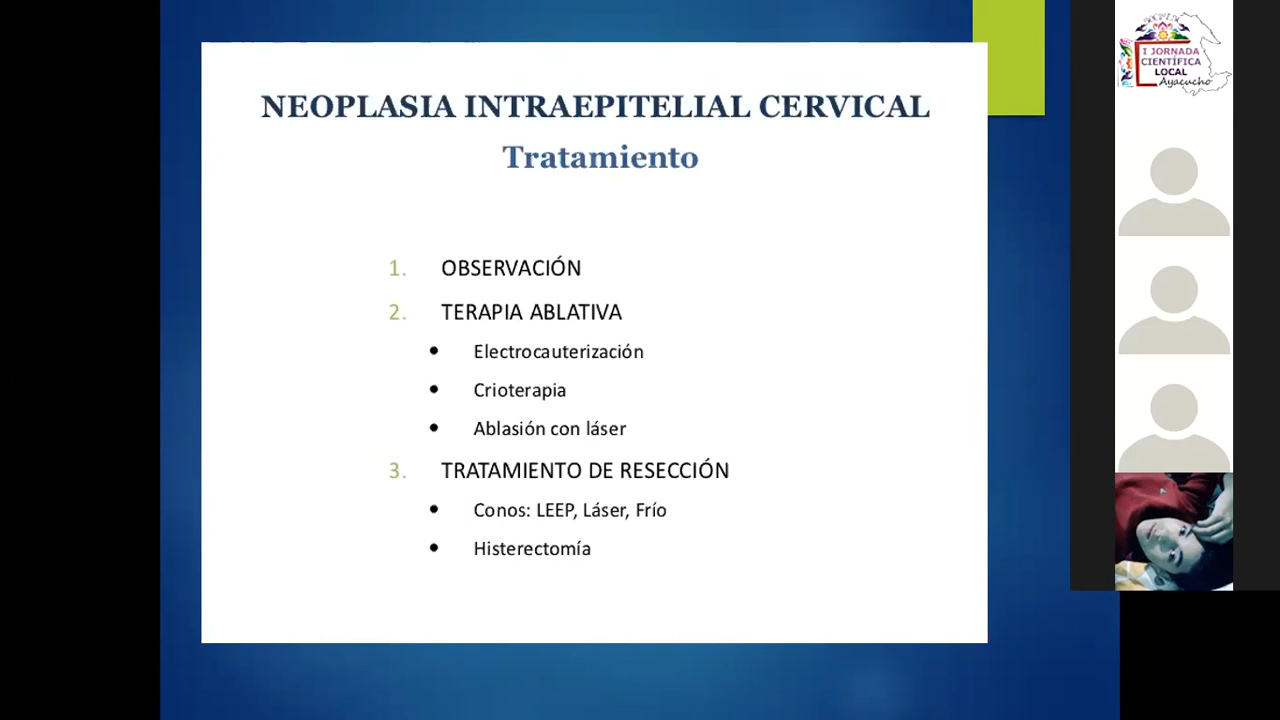 NEOPLASIA INTRAEPITELIAL CERVICAL
Tratamiento
1. OBSERVACIÓN
2. TERAPIA ABLATIVA
• Electrocauterización
• Crioterapia
• Ablasión con láser
3. TRATAMIENTO DE RESECCIÓN
• Conos: LEEP, Láser, Frío
• Histerectomía
I JORNADA
CIENTÍFICA
LOCAL
Ayacucho